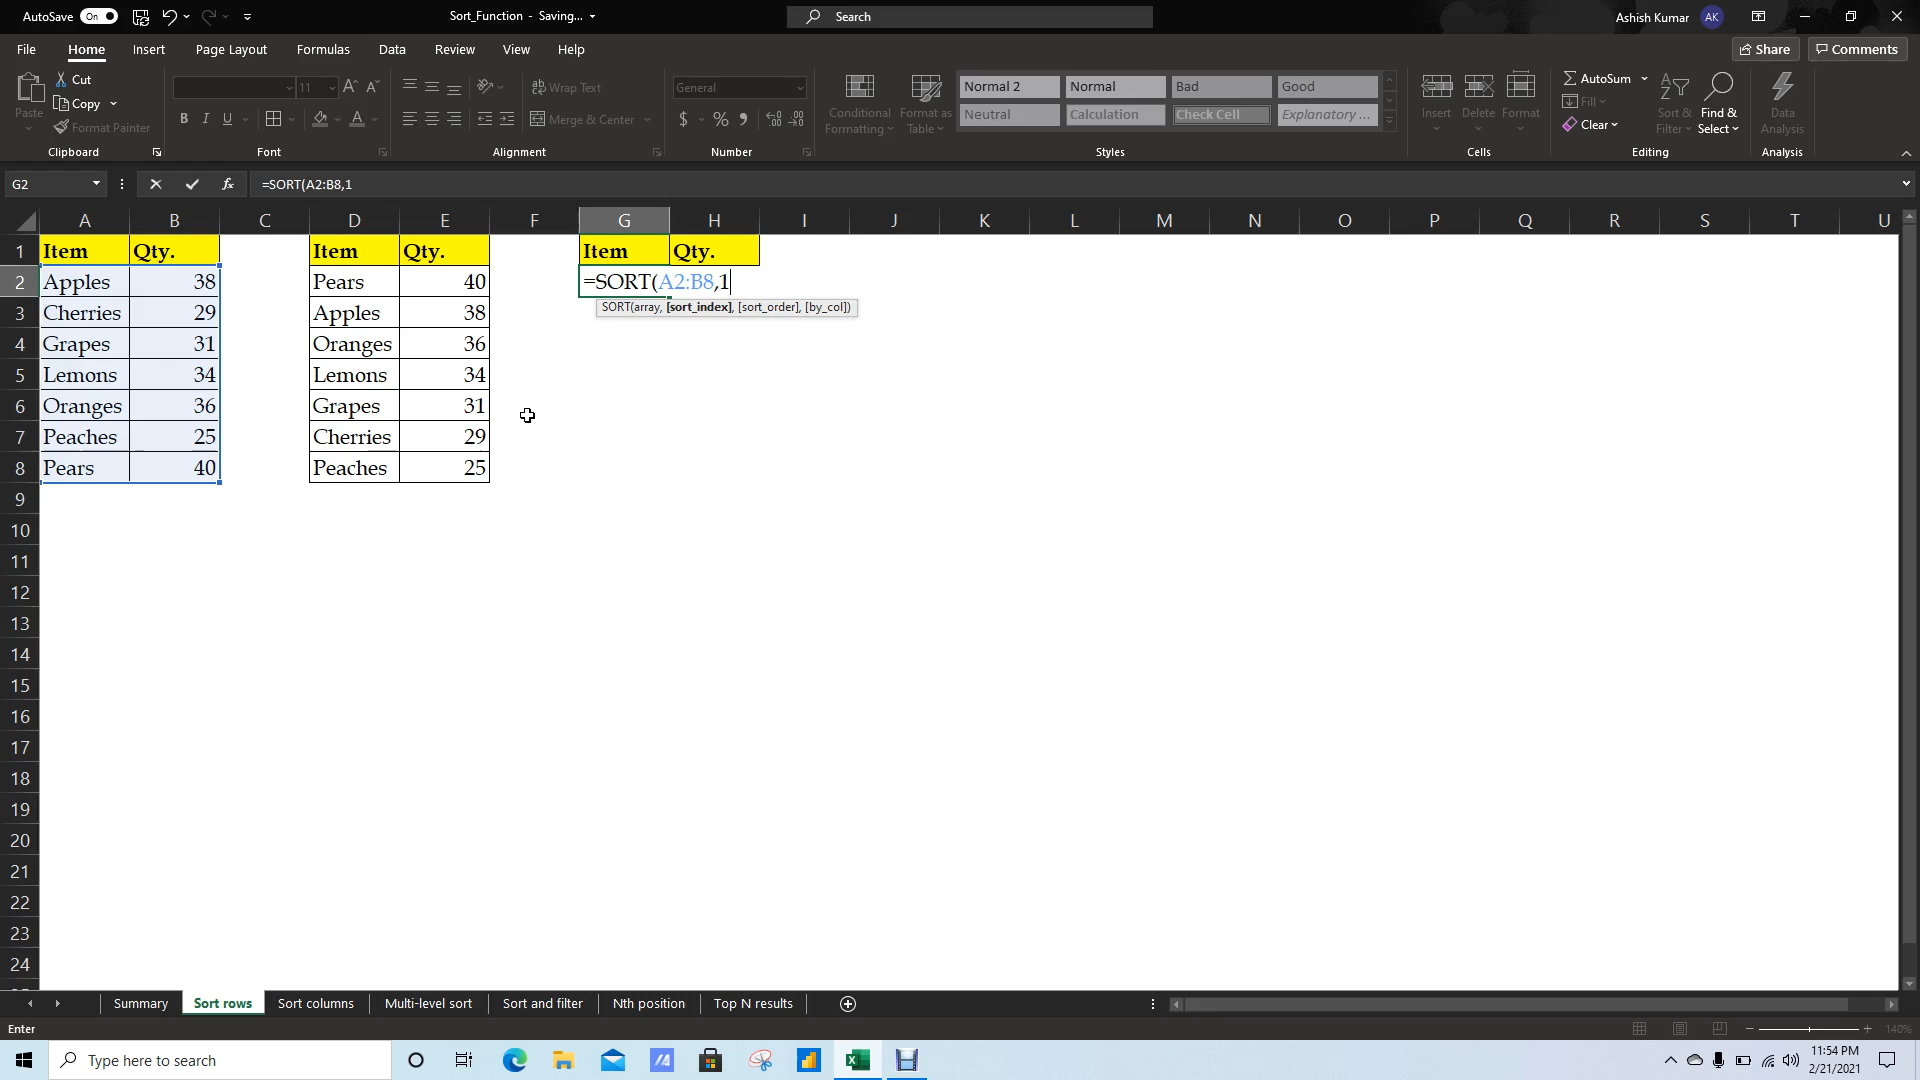 AutoSave On Sort_Function - Saving... Search Ashish Kumar AK
File Home Insert Page Layout Formulas Data Review View Help Share Comments
Paste Cut Copy Format Painter
11
Wrap Text
Merge & Center
General
$ % 9
Conditional Formatting
Format as Table
Normal 2 Normal Bad Good
Neutral Calculation Check Cell Explanatory ...
Insert Delete Format
AutoSum
Fill
Clear
Sort & Filter
Find & Select
Data Analysis
B I U A
Clipboard Font Alignment Number Styles Cells Editing Analysis
G2 fx =SORT(A2:B8,1
A B C D E F G H I J K L M N O P Q R S T U
1 Item Qty. Item Qty. Item Qty.
2 Apples 38 Pears 40 =SORT(A2:B8,1
SORT(array, [sort_index], [sort_order], [by_col])
3 Cherries 29 Apples 38
4 Grapes 31 Oranges 36
5 Lemons 34 Lemons 34
6 Oranges 36 Grapes 31
7 Peaches 25 Cherries 29
8 Pears 40 Peaches 25
9
10
11
12
13
14
15
16
17
18
19
20
21
22
23
24
Summary Sort rows Sort columns Multi-level sort Sort and filter Nth position Top N results
Enter 140%
Type here to search
11:54 PM
2/21/2021